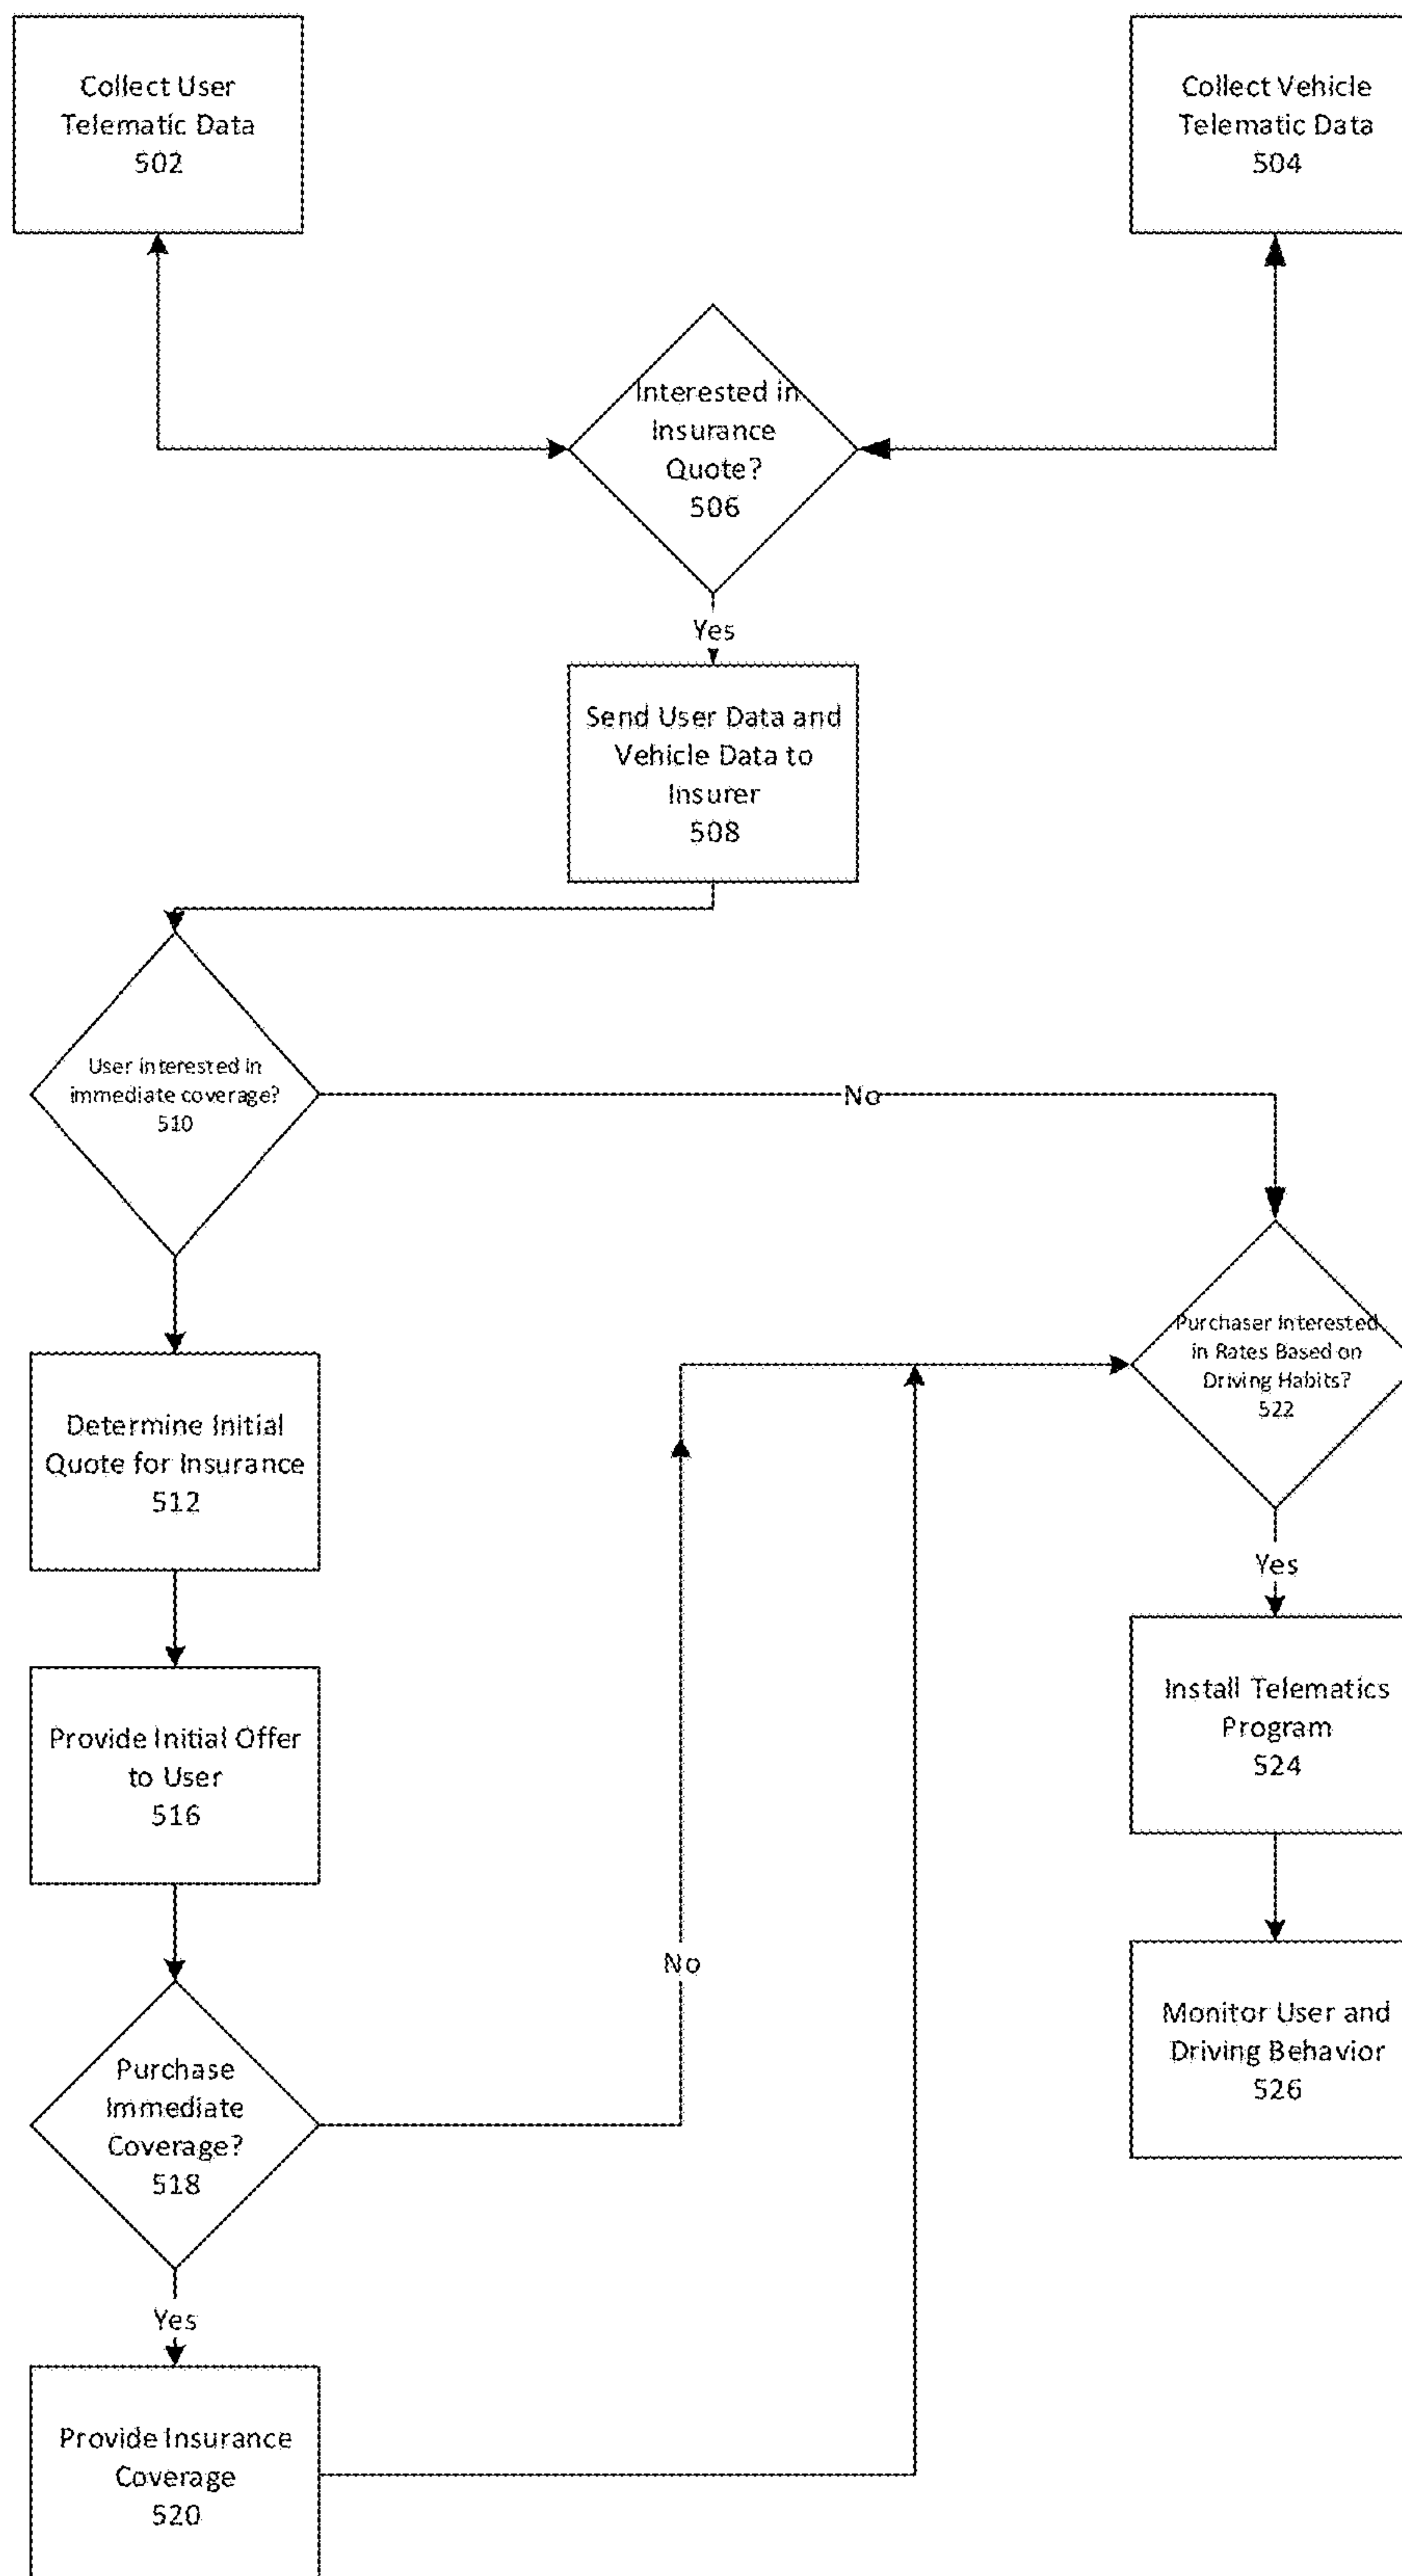 Collect User
Telematic Data
502
Collect Vehicle
Telematic Data
504
Interested in
Insurance
Quote?
506
Yes
Send User Data and
Vehicle Data to
Insurer
508
User interested in
immediate coverage?
510
No
Determine Initial
Quote for Insurance
512
Purchaser Interested
in Rates Based on
Driving Habits?
522
Yes
Provide Initial Offer
to User
516
Install Telematics
Program
524
No
Purchase
Immediate
Coverage?
518
Monitor User and
Driving Behavior
526
Yes
Provide Insurance
Coverage
520